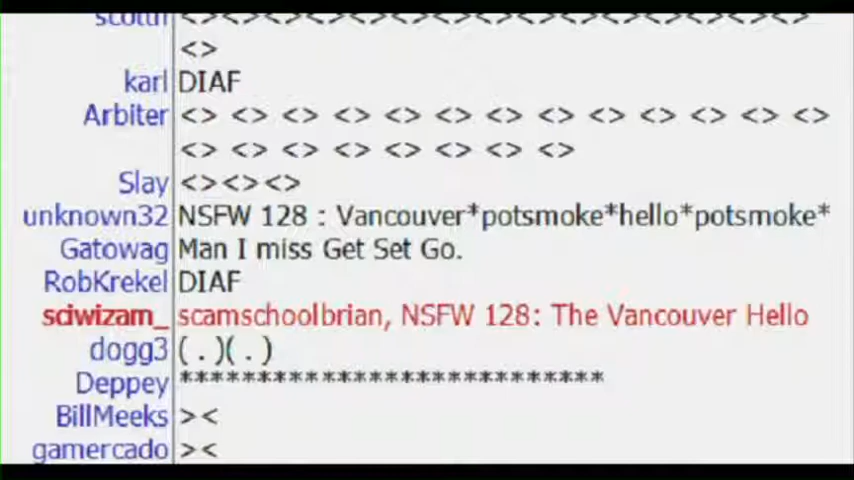 scottn <><><><><><><><><><><><><><><>
<>
karl DIAF
Arbiter <> <> <> <> <> <> <> <> <> <> <> <> <>
<> <> <> <> <> <> <> <>
Slay <><><>
unknown32 NSFW 128 : Vancouver*potsmoke*hello*potsmoke*
Gatowag Man I miss Get Set Go.
RobKrekel DIAF
sciwizam_ scamschoolbrian, NSFW 128: The Vancouver Hello
dogg3 ( . )( . )
Deppey ***************************
BillMeeks ><
gamercado ><